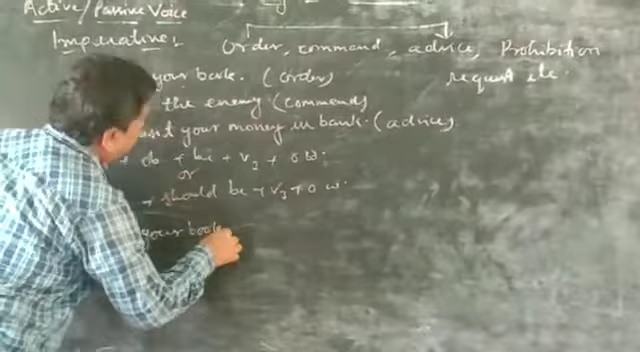 Active/Passive Voice
Imperative:
Order, command, advice, Prohibition
request etc.
your book. (order)
the enemy (command)
your money in bank. (advice)
ob + be + v3 + o w.
or
should be + v3 + o w.
your book